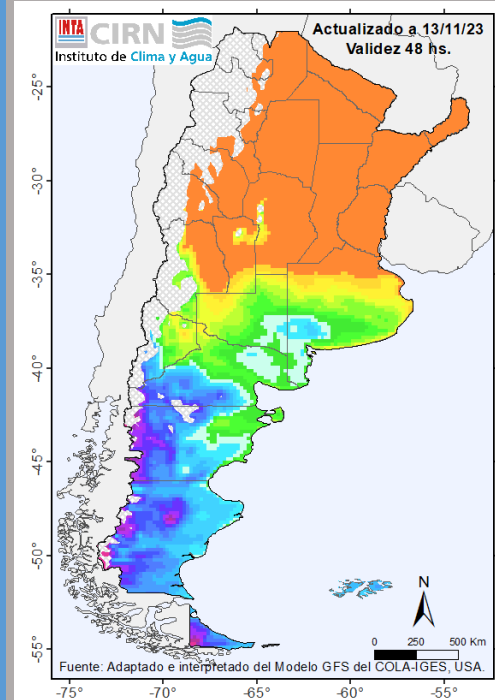 INTA CIRN
Instituto de Clima y Agua
Actualizado a 13/11/23
Validez 48 hs.
-25°
-30°
-35°
-40°
-45°
-50°
-55°
N
0 250 500 Km
Fuente: Adaptado e interpretado del Modelo GFS del COLA-IGES, USA.
-75° -70° -65° -60° -55°